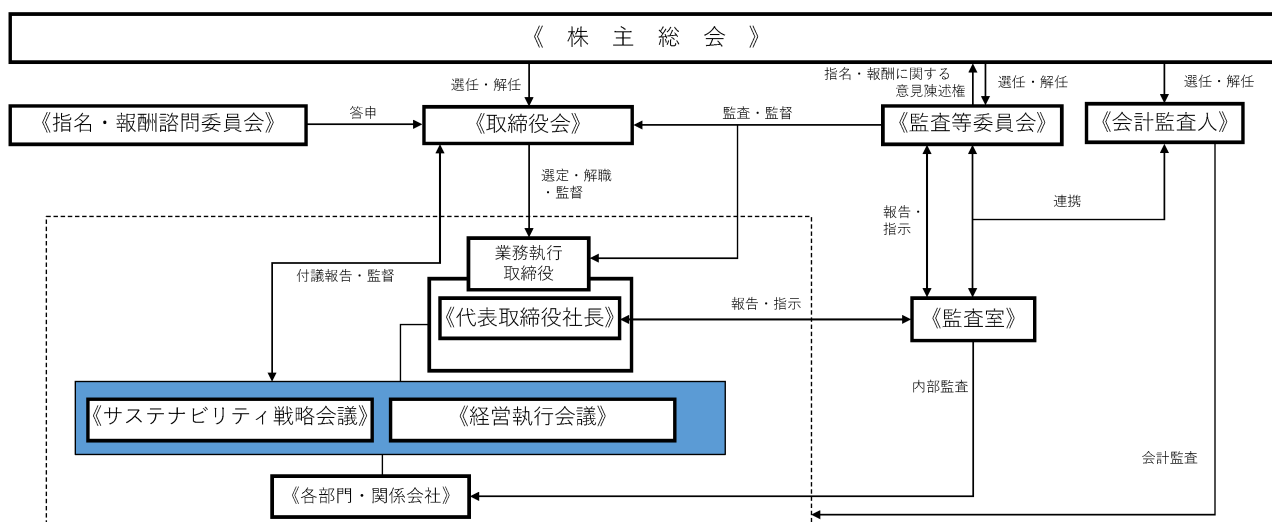 《 株 主 総 会 》
選任・解任
指名・報酬に関する
意見陳述権
選任・解任
選任・解任
《指名・報酬諮問委員会》
答申
《取締役会》
監査・監督
《監査等委員会》
《会計監査人》
選定・解職
・監督
報告・
指示
連携
業務執行
取締役
付議報告・監督
《代表取締役社長》
報告・指示
《監査室》
内部監査
《サステナビリティ戦略会議》
《経営執行会議》
会計監査
《各部門・関係会社》